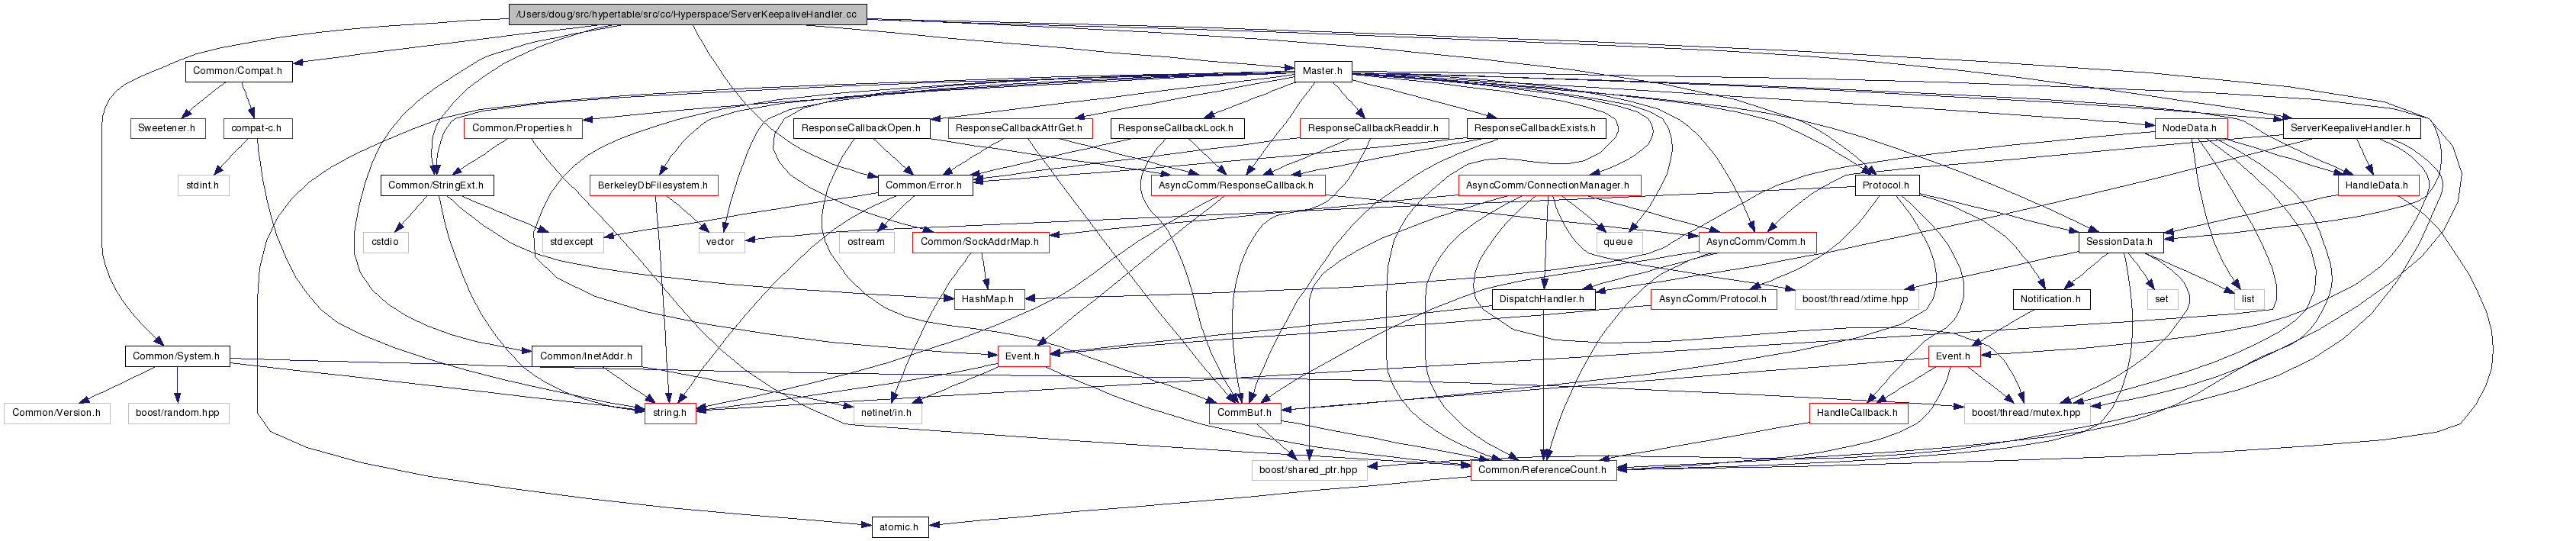 /Users/doug/src/hypertable/src/cc/Hyperspace/ServerKeepaliveHandler.cc
Common/Compat.h
Master.h
Sweetener.h
compat-c.h
Common/Properties.h
ResponseCallbackOpen.h
ResponseCallbackAttrGet.h
ResponseCallbackLock.h
ResponseCallbackReaddir.h
ResponseCallbackExists.h
NodeData.h
ServerKeepaliveHandler.h
stdint.h
Common/StringExt.h
BerkeleyDbFilesystem.h
Common/Error.h
AsyncComm/ResponseCallback.h
AsyncComm/ConnectionManager.h
Protocol.h
HandleData.h
cstdio
stdexcept
vector
ostream
Common/SockAddrMap.h
queue
AsyncComm/Comm.h
SessionData.h
HashMap.h
DispatchHandler.h
AsyncComm/Protocol.h
boost/thread/xtime.hpp
Notification.h
set
list
Common/System.h
Common/InetAddr.h
Event.h
Event.h
Common/Version.h
boost/random.hpp
string.h
netinet/in.h
CommBuf.h
HandleCallback.h
boost/thread/mutex.hpp
boost/shared_ptr.hpp
Common/ReferenceCount.h
atomic.h